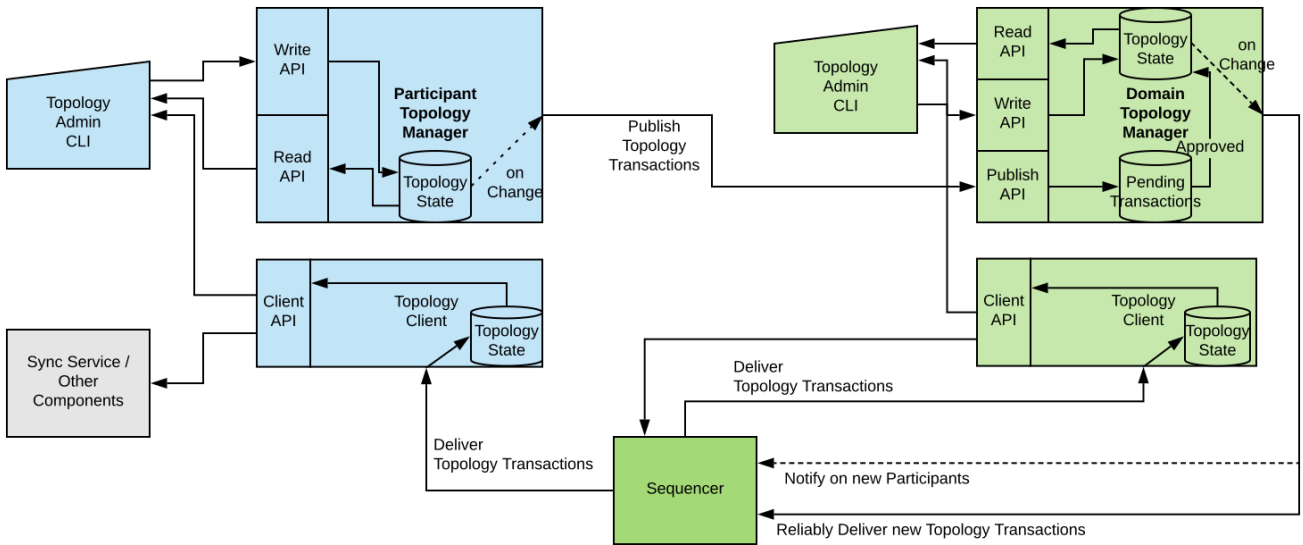 Topology
Admin
CLI
Write
API
Read
API
Participant
Topology
Manager
Topology
State
on
Change
Publish
Topology
Transactions
Topology
Admin
CLI
Read
API
Write
API
Publish
API
Topology
State
on
Change
Domain
Topology
Manager
Approved
Pending
Transactions
Client
API
Topology
Client
Topology
State
Sync Service /
Other
Components
Client
API
Topology
Client
Topology
State
Deliver
Topology Transactions
Deliver
Topology Transactions
Sequencer
Notify on new Participants
Reliably Deliver new Topology Transactions